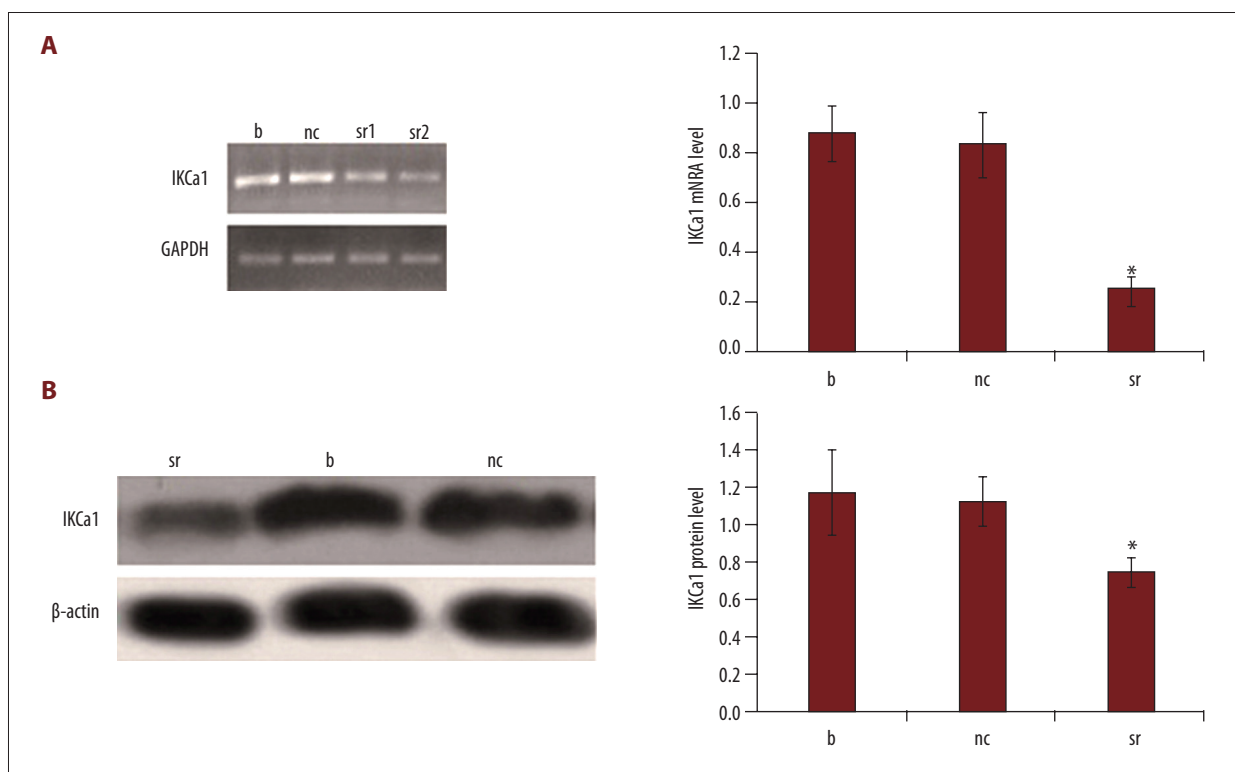 A
b nc sr1 sr2
IKCa1
GAPDH
IKCa1 mNRA level
1.2
1.0
0.8
0.6
0.4
0.2
0.0
*
b nc sr
B
sr b nc
IKCa1
β-actin
IKCa1 protein level
1.6
1.4
1.2
1.0
0.8
0.6
0.4
0.2
0.0
*
b nc sr